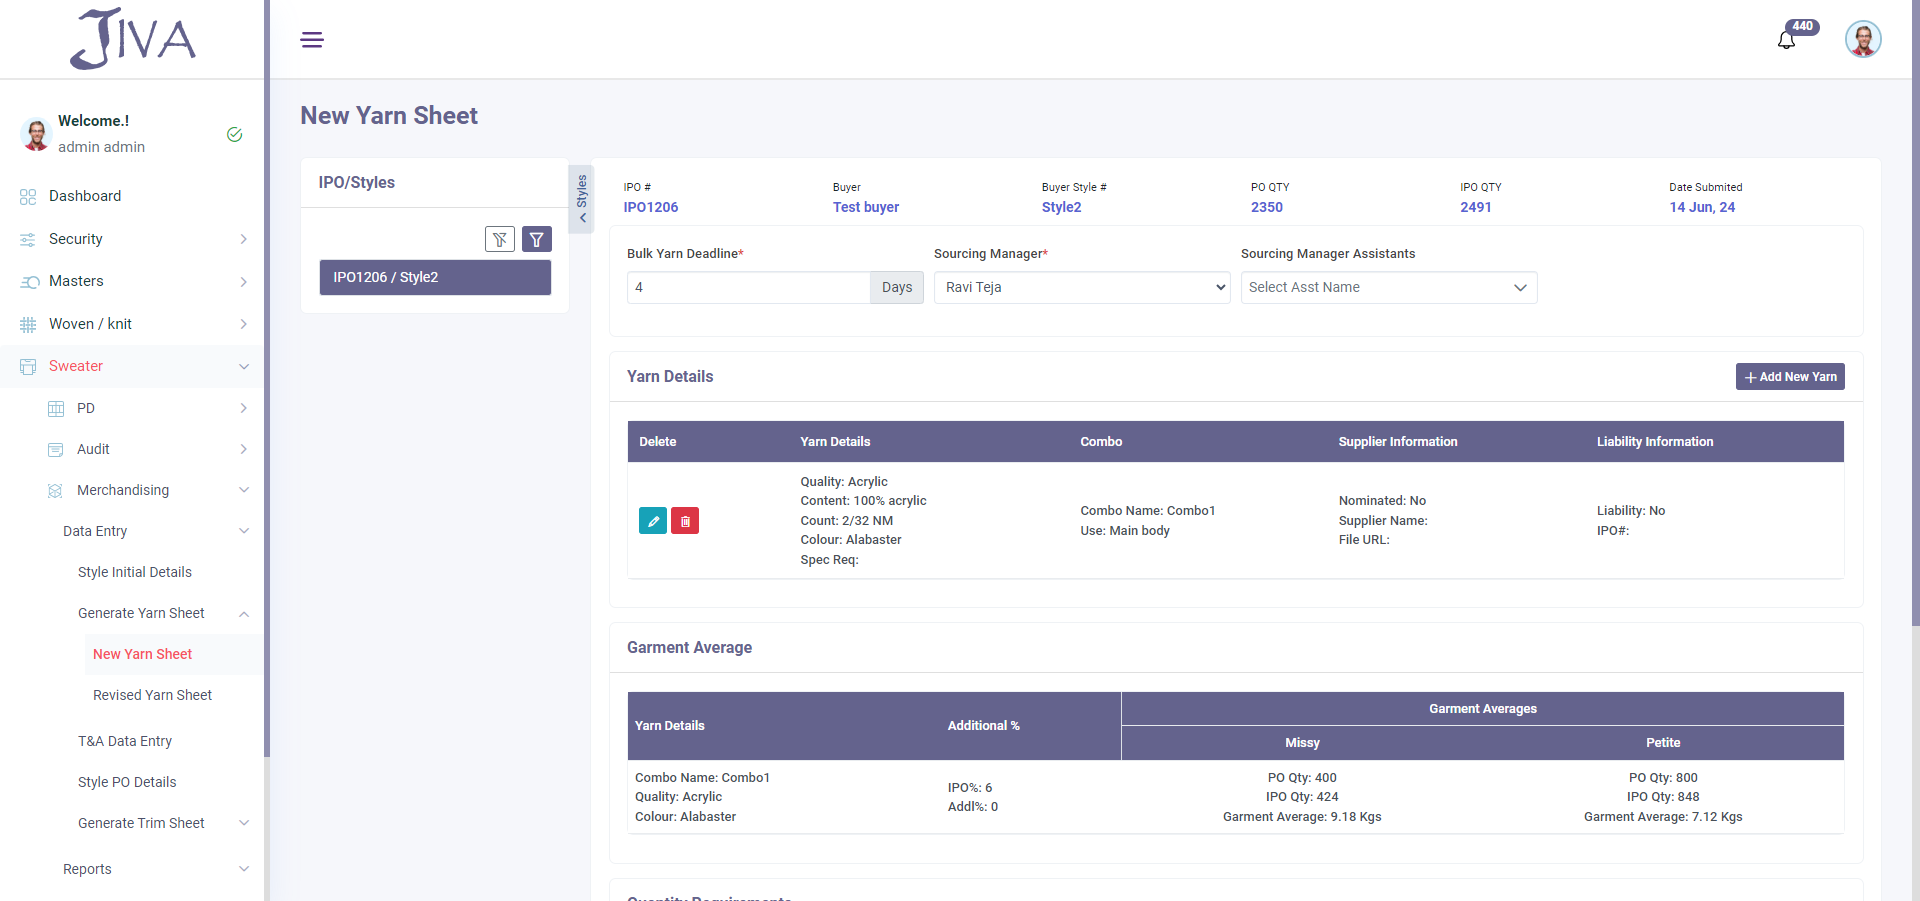 JIVA
440
Welcome.!
admin admin
Dashboard
Security
Masters
Woven / knit
Sweater
PD
Audit
Merchandising
Data Entry
Style Initial Details
Generate Yarn Sheet
New Yarn Sheet
Revised Yarn Sheet
T&A Data Entry
Style PO Details
Generate Trim Sheet
Reports
New Yarn Sheet
IPO/Styles
IPO1206 / Style2
Styles
IPO # Buyer Buyer Style # PO QTY IPO QTY Date Submited
IPO1206 Test buyer Style2 2350 2491 14 Jun, 24
Bulk Yarn Deadline* Sourcing Manager* Sourcing Manager Assistants
4 Days Ravi Teja Select Asst Name
Yarn Details
Add New Yarn
Delete Yarn Details Combo Supplier Information Liability Information
Quality: Acrylic
Content: 100% acrylic
Count: 2/32 NM
Colour: Alabaster
Spec Req:
Combo Name: Combo1
Use: Main body
Nominated: No
Supplier Name:
File URL:
Liability: No
IPO#:
Garment Average
Yarn Details Additional % Garment Averages
Missy Petite
Combo Name: Combo1
Quality: Acrylic
Colour: Alabaster
IPO%: 6
Addl%: 0
PO Qty: 400
IPO Qty: 424
Garment Average: 9.18 Kgs
PO Qty: 800
IPO Qty: 848
Garment Average: 7.12 Kgs
Quantity Requirements